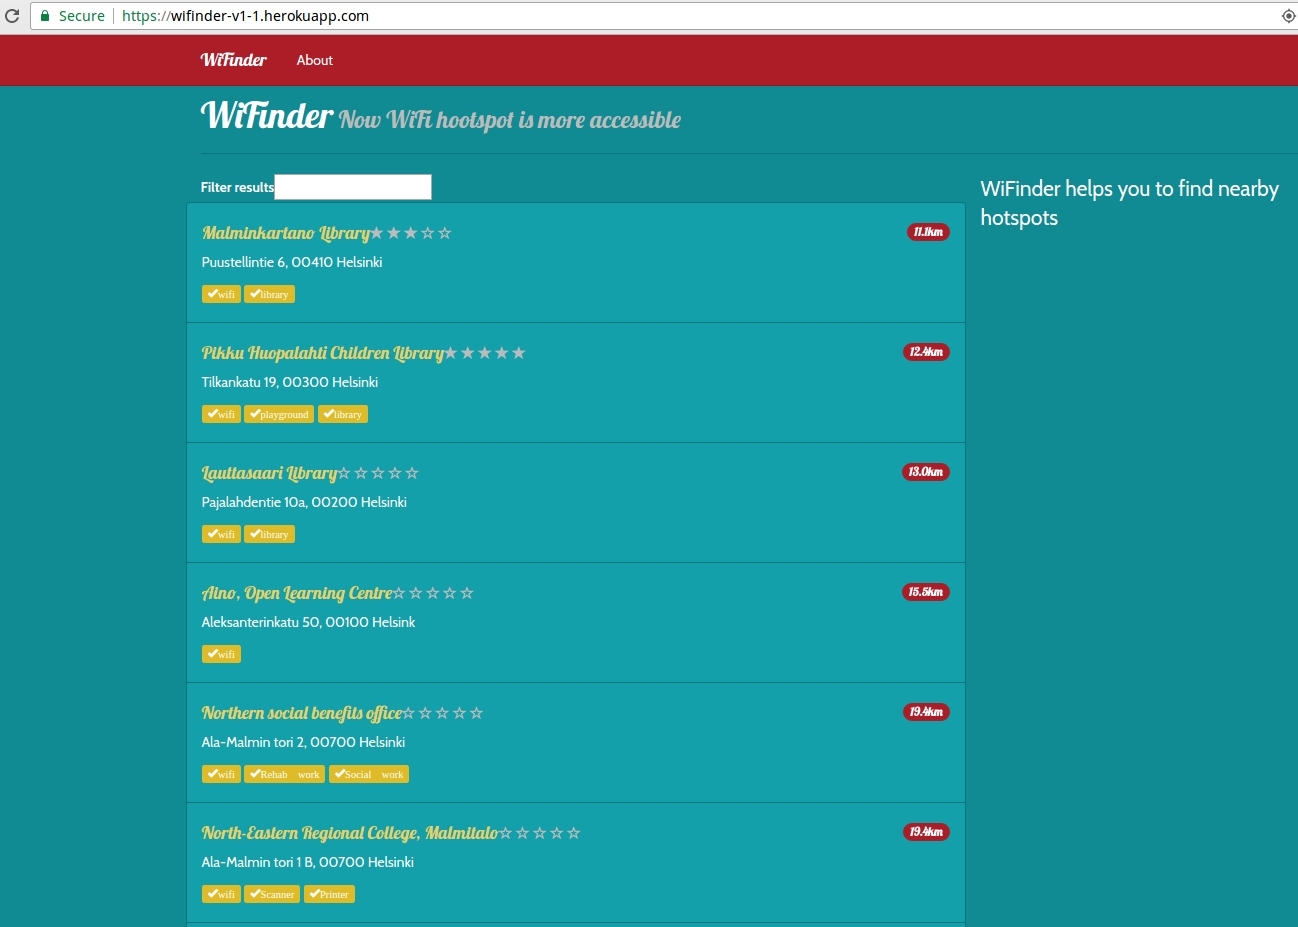 Secure https://wifinder-v1-1.herokuapp.com
WiFinder About
WiFinder Now WiFi hootspot is more accessible
Filter results
WiFinder helps you to find nearby
hotspots
Malminkartano Library★★★☆☆ 11.1km
Puustellintie 6, 00410 Helsinki
✔wifi ✔library
Pikku Huopalahti Children Library★★★★★ 12.4km
Tilkankatu 19, 00300 Helsinki
✔wifi ✔playground ✔library
Lauttasaari Library☆☆☆☆☆ 13.0km
Pajalahdentie 10a, 00200 Helsinki
✔wifi ✔library
Aino, Open Learning Centre☆☆☆☆☆ 15.5km
Aleksanterinkatu 50, 00100 Helsink
✔wifi
Northern social benefits office☆☆☆☆☆ 19.4km
Ala-Malmin tori 2, 00700 Helsinki
✔wifi ✔Rehab work ✔Social work
North-Eastern Regional College, Malmitalo☆☆☆☆☆ 19.4km
Ala-Malmin tori 1 B, 00700 Helsinki
✔wifi ✔Scanner ✔Printer